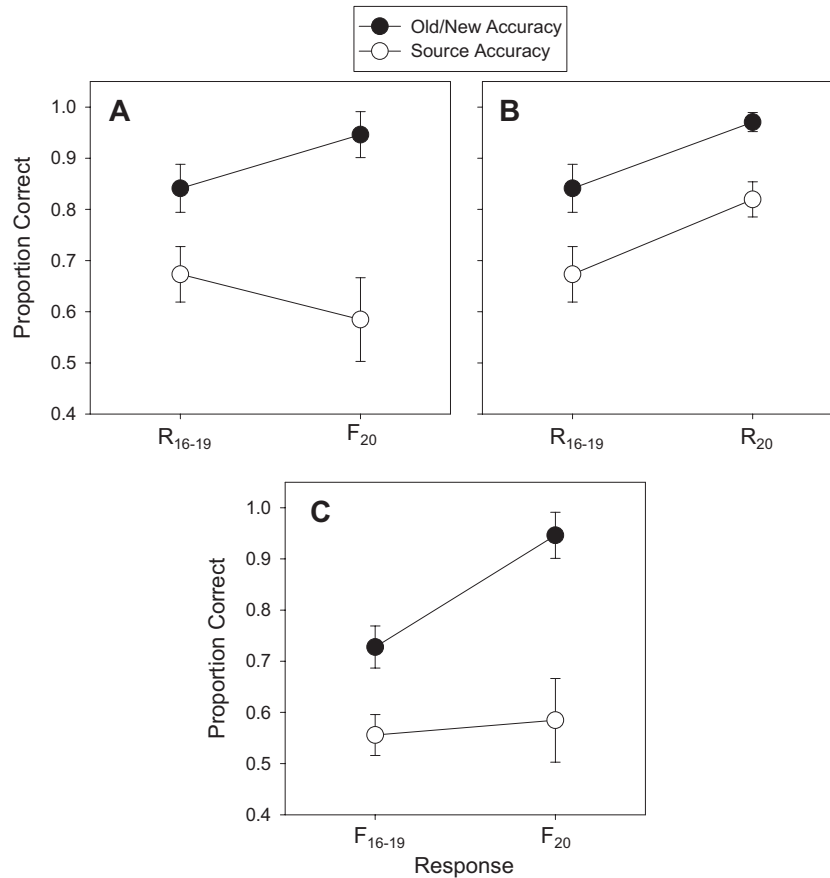 Old/New Accuracy
Source Accuracy
A
B
Proportion Correct
1.0
0.9
0.8
0.7
0.6
0.5
0.4
R16-19
F20
R16-19
R20
C
Proportion Correct
1.0
0.9
0.8
0.7
0.6
0.5
0.4
F16-19
F20
Response